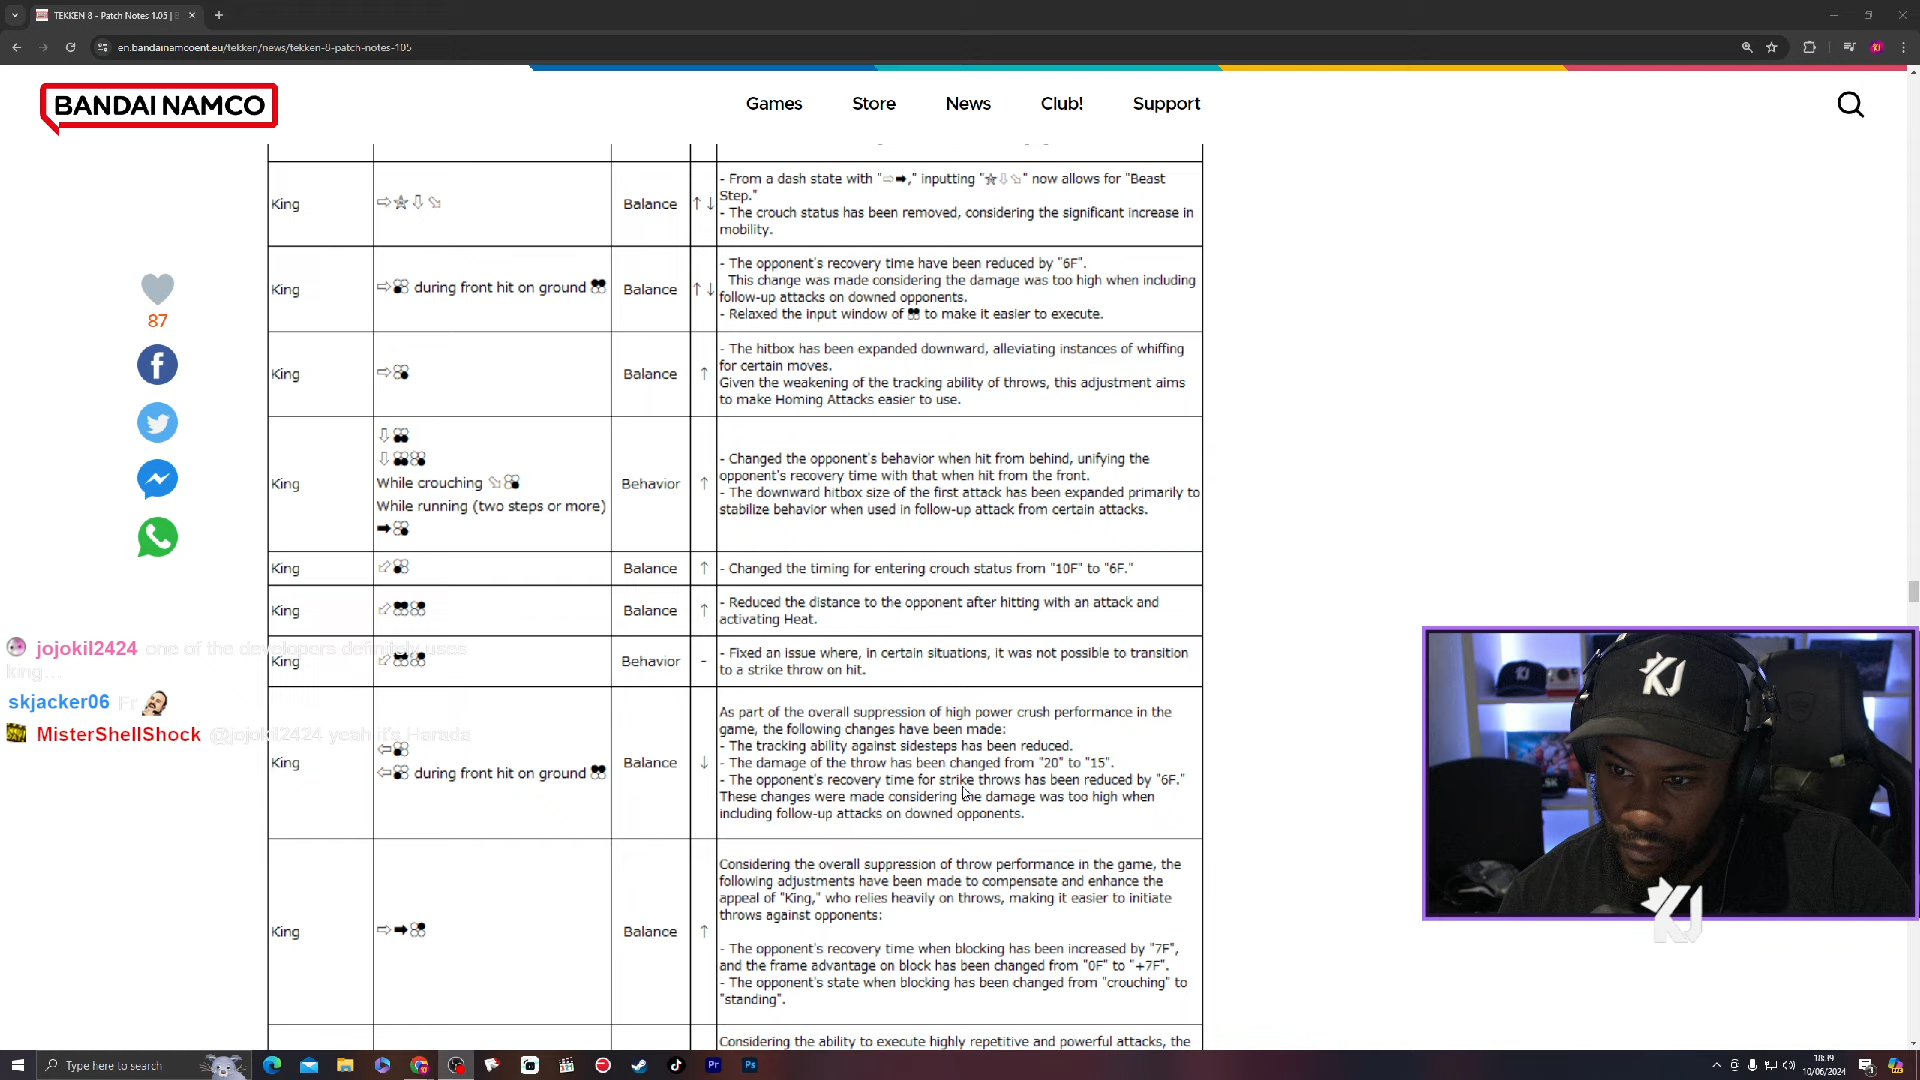 TEKKEN 8 - Patch Notes 1.05 |
en.bandainamcoent.eu/tekken/news/tekken-8-patch-notes-105
BANDAI NAMCO
Games Store News Club! Support
King Balance ↑↓
- From a dash state with "⇨➡," inputting "☆⇩⬂" now allows for "Beast
Step."
- The crouch status has been removed, considering the significant increase in
mobility.
King during front hit on ground Balance ↑↓
- The opponent's recovery time have been reduced by "6F".
This change was made considering the damage was too high when including
follow-up attacks on downed opponents.
- Relaxed the input window of to make it easier to execute.
King Balance ↑
- The hitbox has been expanded downward, alleviating instances of whiffing
for certain moves.
Given the weakening of the tracking ability of throws, this adjustment aims
to make Homing Attacks easier to use.
King
While crouching
While running (two steps or more)
Behavior ↑
- Changed the opponent's behavior when hit from behind, unifying the
opponent's recovery time with that when hit from the front.
- The downward hitbox size of the first attack has been expanded primarily to
stabilize behavior when used in follow-up attack from certain attacks.
King Balance ↑ - Changed the timing for entering crouch status from "10F" to "6F."
King Balance ↑
- Reduced the distance to the opponent after hitting with an attack and
activating Heat.
King Behavior -
- Fixed an issue where, in certain situations, it was not possible to transition
to a strike throw on hit.
King
during front hit on ground
Balance ↓
As part of the overall suppression of high power crush performance in the
game, the following changes have been made:
- The tracking ability against sidesteps has been reduced.
- The damage of the throw has been changed from "20" to "15".
- The opponent's recovery time for strike throws has been reduced by "6F."
These changes were made considering the damage was too high when
including follow-up attacks on downed opponents.
King Balance ↑
Considering the overall suppression of throw performance in the game, the
following adjustments have been made to compensate and enhance the
appeal of "King," who relies heavily on throws, making it easier to initiate
throws against opponents:
- The opponent's recovery time when blocking has been increased by "7F",
and the frame advantage on block has been changed from "0F" to "+7F".
- The opponent's state when blocking has been changed from "crouching" to
"standing".
Considering the ability to execute highly repetitive and powerful attacks, the
87
jojokil2424 one of the developers definitely uses
king...
skjacker06 Fr
MisterShellShock @jojokil2424 yeah it's Harada
KJ
KJ
Type here to search
Pr
Ps
18:19
10/06/2024